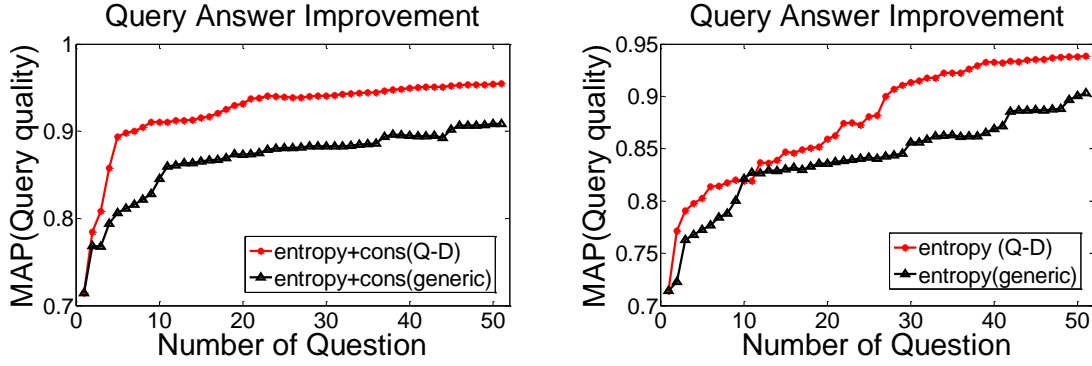 Query Answer Improvement
MAP(Query quality)
1
0.9
0.8
0.7
0
10
20
30
40
50
Number of Question
entropy+cons(Q-D)
entropy+cons(generic)
Query Answer Improvement
MAP(Query quality)
0.95
0.9
0.85
0.8
0.75
0.7
0
10
20
30
40
50
Number of Question
entropy (Q-D)
entropy(generic)